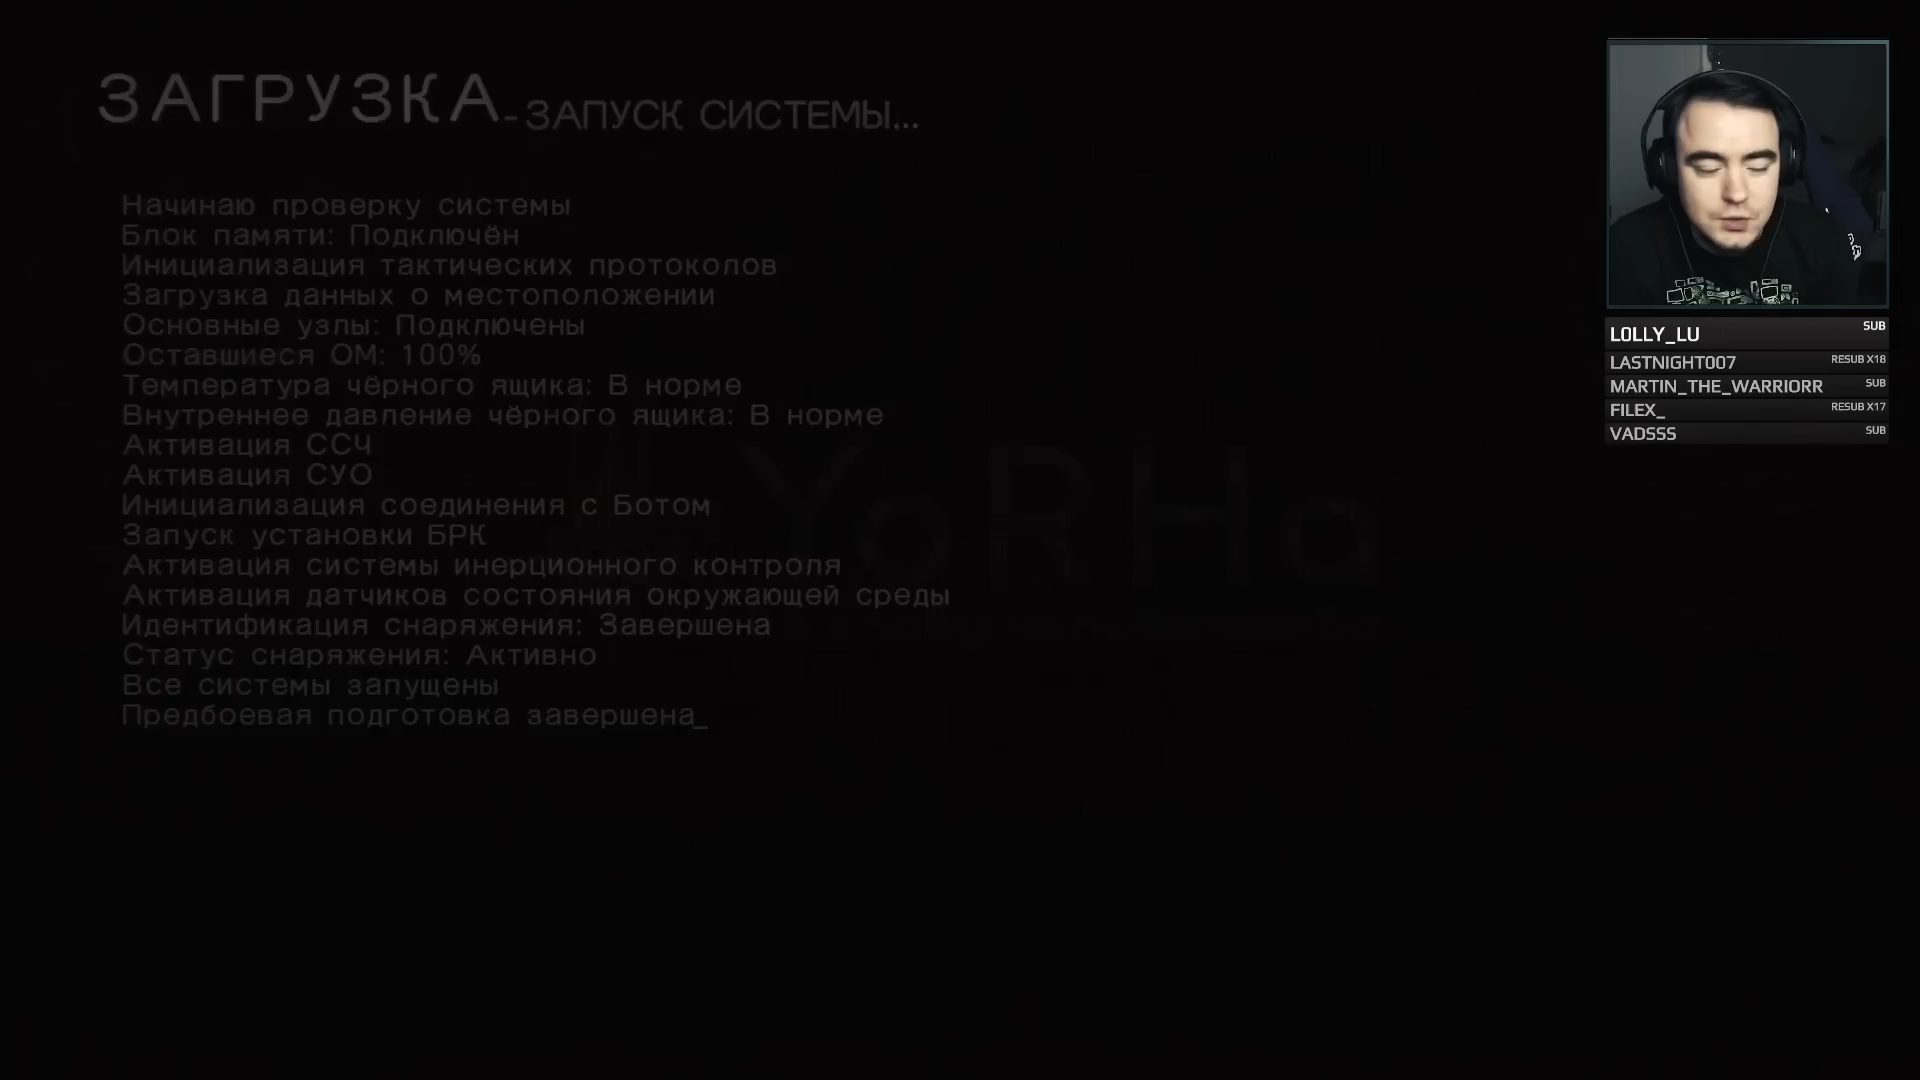 ЗАГРУЗКА - ЗАПУСК СИСТЕМЫ...
Начинаю проверку системы
Блок памяти: Подключён
Инициализация тактических протоколов
Загрузка данных о местоположении
Основные узлы: Подключены
Оставшиеся ОМ: 100%
Температура чёрного ящика: В норме
Внутреннее давление чёрного ящика: В норме
Активация ССЧ
Активация СУО
Инициализация соединения с Ботом
Запуск установки БРК
Активация системы инерционного контроля
Активация датчиков состояния окружающей среды
Идентификация снаряжения: Завершена
Статус снаряжения: Активно
Все системы запущены
Предбоевая подготовка завершена_
YoRHa
L0LLY_LU SUB
LASTNIGHT007 RESUB X18
MARTIN_THE_WARRIORR SUB
FILEX_ RESUB X17
VADSSS SUB